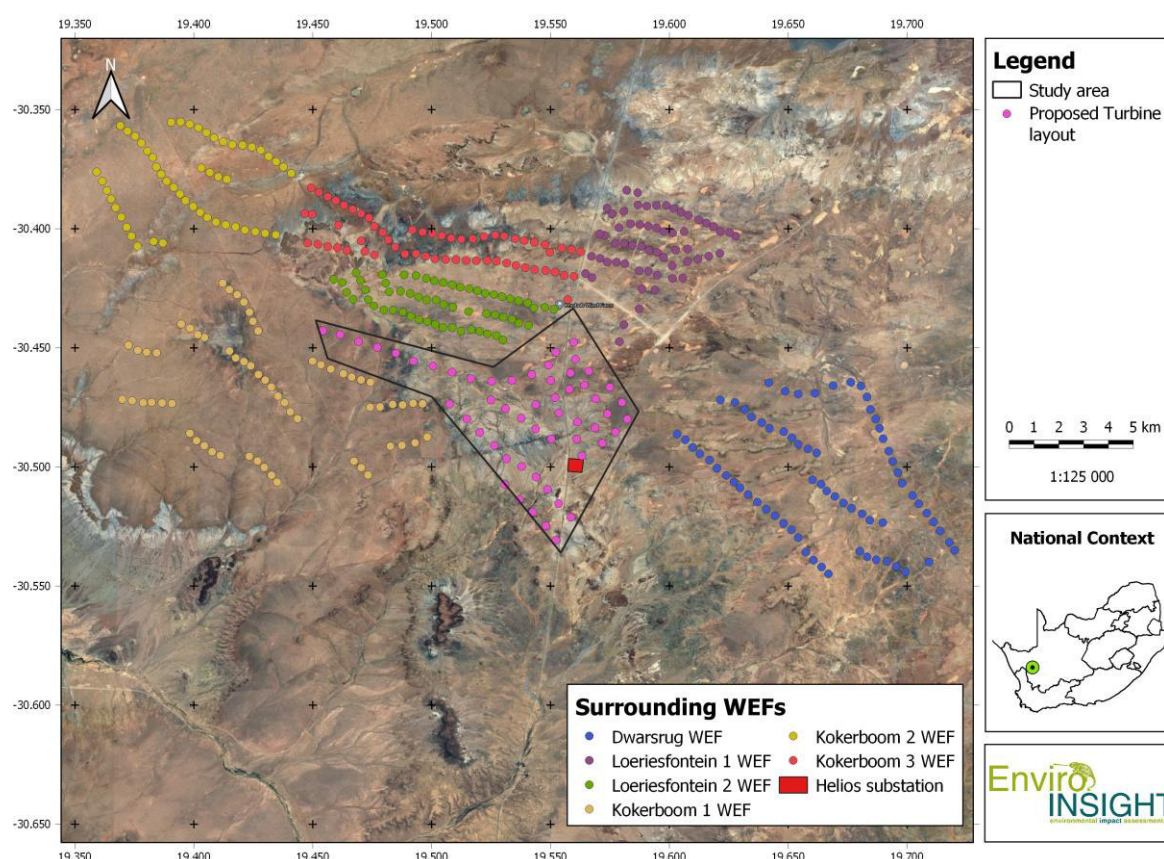 19.350 19.400 19.450 19.500 19.550 19.600 19.650 19.700
N
-30.350
-30.400
-30.450
-30.500
-30.550
-30.600
-30.650
Legend
Study area
Proposed Turbine
layout
0 1 2 3 4 5 km
1:125 000
National Context
Surrounding WEFs
Dwarsrug WEF
Loeriesfontein 1 WEF
Loeriesfontein 2 WEF
Kokerboom 1 WEF
Kokerboom 2 WEF
Kokerboom 3 WEF
Helios substation
Enviro
INSIGHT
environmental impact assessments
19.350 19.400 19.450 19.500 19.550 19.600 19.650 19.700